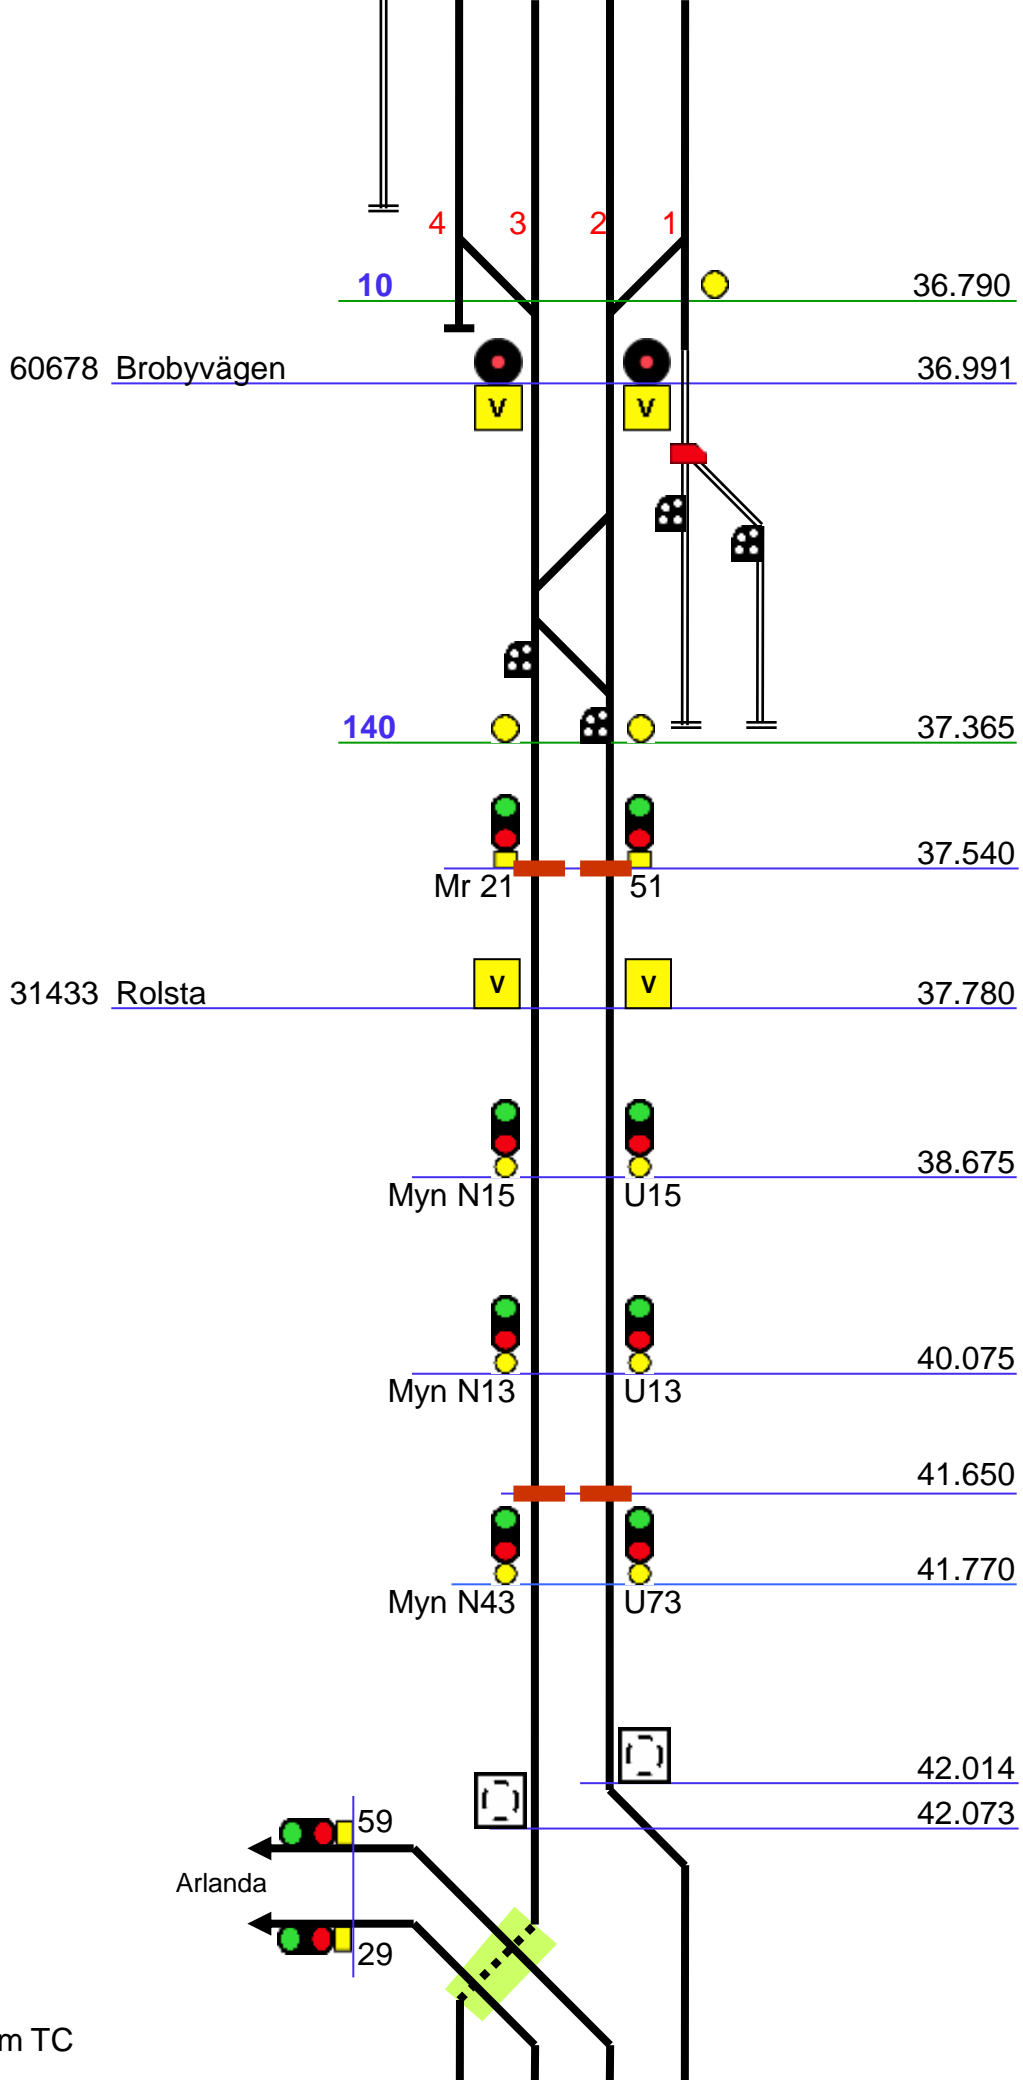 4 3 2 1
10 36.790
60678 Brobyvägen 36.991
V V
140 37.365
37.540
Mr 21 51
V V
31433 Rolsta 37.780
38.675
Myn N15 U15
40.075
Myn N13 U13
41.650
41.770
Myn N43 U73
42.014
42.073
59
Arlanda
29
m TC